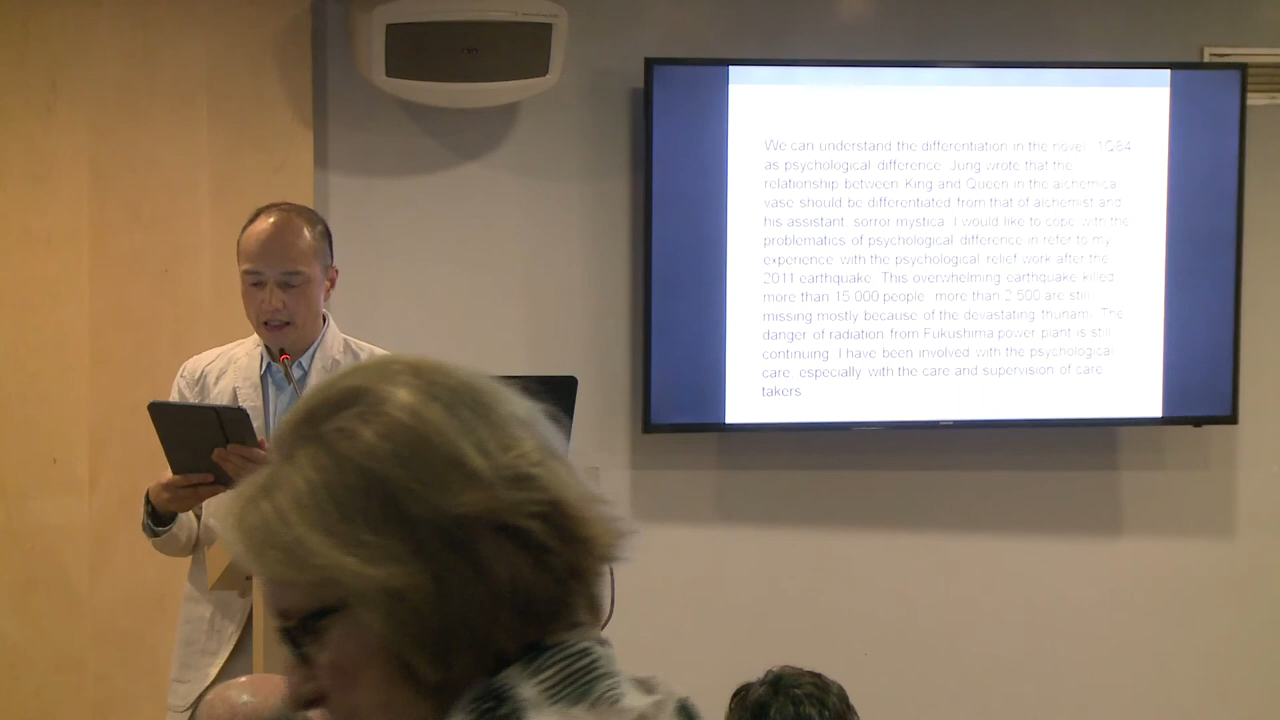 We can understand the differentiation in the novel 1Q84
as psychological difference. Jung wrote that the
relationship between King and Queen in the alchemical
vase should be differentiated from that of alchemist and
his assistant, sorror mystica. I would like to cope with the
problematics of psychological difference in refer to my
experience with the psychological relief work after the
2011 earthquake. This overwhelming earthquake killed
more than 15 000 people, more than 2 500 are still
missing mostly because of the devastating thunami. The
danger of radiation from Fukushima power plant is still
continuing. I have been involved with the psychological
care, especially with the care and supervision of care
takers